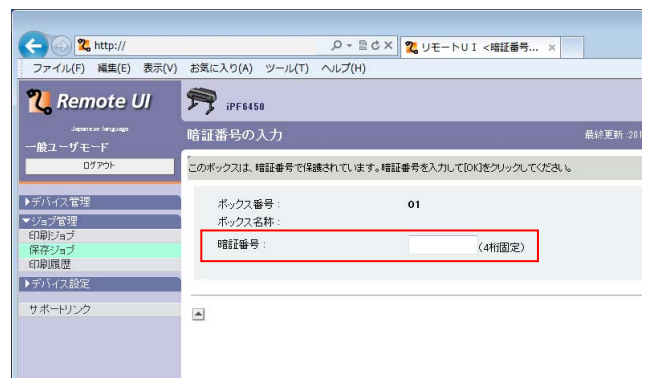 http://
リモートUI <暗証番号...
ファイル(F) 編集(E) 表示(V) お気に入り(A) ツール(T) ヘルプ(H)
Remote UI
iPF6450
Japanese language
一般ユーザモード
ログアウト
暗証番号の入力
最終更新 :201
このボックスは、暗証番号で保護されています。暗証番号を入力して[OK]をクリックしてください。
▶デバイス管理
▼ジョブ管理
印刷ジョブ
保存ジョブ
印刷履歴
▶デバイス設定
サポートリンク
ボックス番号 : 01
ボックス名称 :
暗証番号 : (4桁固定)